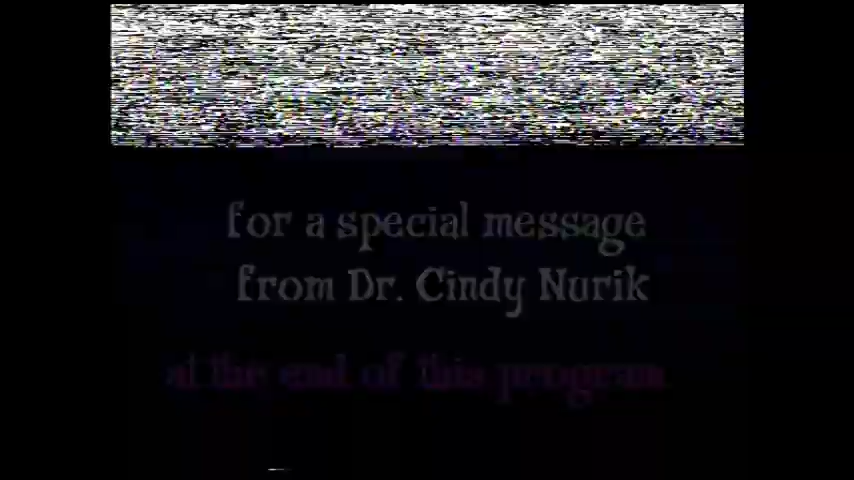 for a special message
from Dr. Cindy Nurik
at the end of this program